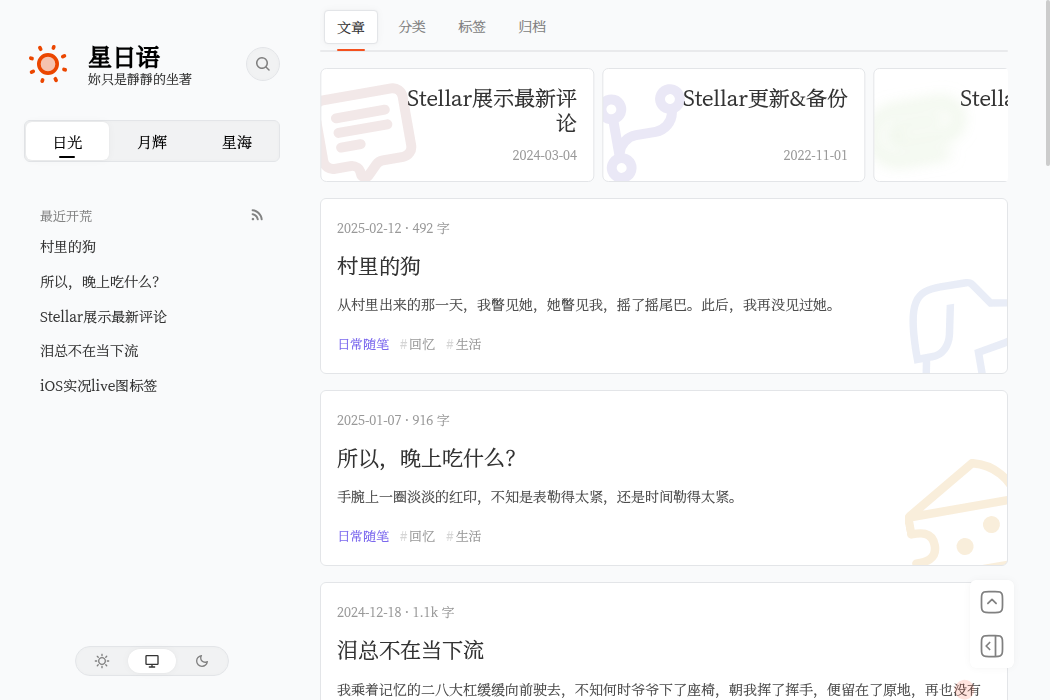 星日语
妳只是靜靜的坐著
日光
月辉
星海
最近开荒
村里的狗
所以，晚上吃什么？
Stellar展示最新评论
泪总不在当下流
iOS实况live图标签
文章
分类
标签
归档
Stellar展示最新评
论
2024-03-04
Stellar更新&备份
2022-11-01
Stella
2025-02-12 · 492 字
村里的狗
从村里出来的那一天，我瞥见她，她瞥见我，摇了摇尾巴。此后，我再没见过她。
日常随笔 #回忆 #生活
2025-01-07 · 916 字
所以，晚上吃什么？
手腕上一圈淡淡的红印，不知是表勒得太紧，还是时间勒得太紧。
日常随笔 #回忆 #生活
2024-12-18 · 1.1k 字
泪总不在当下流
我乘着记忆的二八大杠缓缓向前驶去，不知何时爷爷下了座椅，朝我挥了挥手，便留在了原地，再也没有